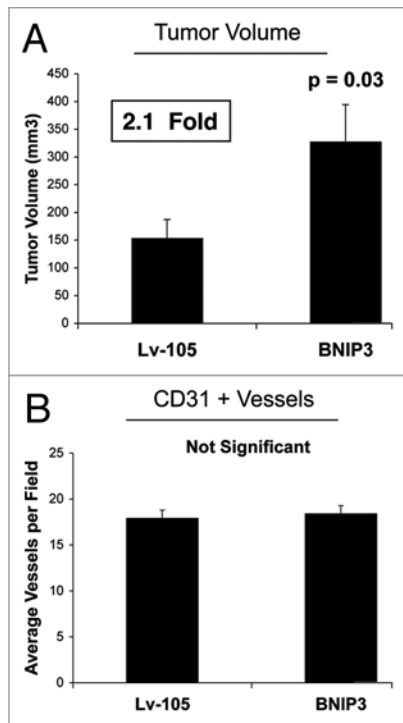 A
Tumor Volume
p = 0.03
2.1 Fold
Tumor Volume (mm3)
450
400
350
300
250
200
150
100
50
0
Lv-105 BNIP3
B
CD31 + Vessels
Not Significant
Average Vessels per Field
25
20
15
10
5
0
Lv-105 BNIP3